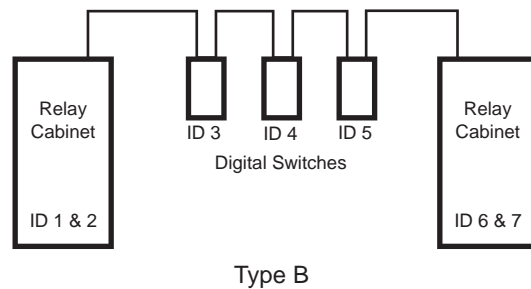 Relay
Cabinet
ID 1 & 2
ID 3
ID 4
ID 5
Digital Switches
Relay
Cabinet
ID 6 & 7
Type B